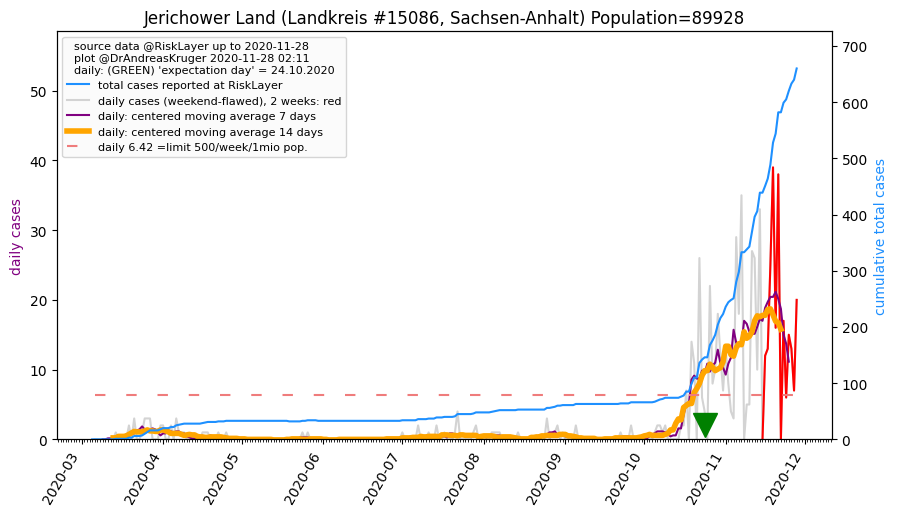 Jerichower Land (Landkreis #15086, Sachsen-Anhalt) Population=89928
source data @RiskLayer up to 2020-11-28
plot @DrAndreasKruger 2020-11-28 02:11
daily: (GREEN) 'expectation day' = 24.10.2020
total cases reported at RiskLayer
daily cases (weekend-flawed), 2 weeks: red
daily: centered moving average 7 days
daily: centered moving average 14 days
daily 6.42 =limit 500/week/1mio pop.
daily cases
50
40
30
20
10
0
700
600
500
400
300
200
100
0
cumulative total cases
2020-03
2020-04
2020-05
2020-06
2020-07
2020-08
2020-09
2020-10
2020-11
2020-12